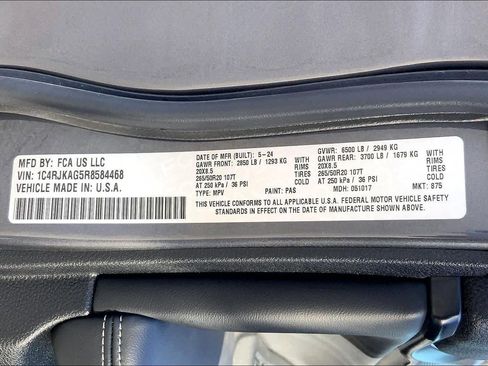 MFD BY: FCA US LLC
VIN: 1C4RJKAG5R8584468
VEHICLE MADE IN: U.S.A.
DATE OF MFR (BUILT): 5-24
GAWR FRONT: 2850 LB / 1293 KG
20X8.5 RIMS
265/50R20 107T TIRES
AT 250 kPa / 36 PSI COLD
TYPE: MPV PAINT: PAS
GVWR: 6500 LB / 2949 KG
GAWR REAR: 3700 LB / 1679 KG
20X8.5 RIMS
265/50R20 107T TIRES
AT 250 kPa / 36 PSI COLD
MDH: 051017 MKT: 875
THIS VEHICLE CONFORMS TO ALL APPLICABLE U.S.A. FEDERAL MOTOR VEHICLE SAFETY
STANDARDS IN EFFECT ON THE DATE OF MANUFACTURE SHOWN ABOVE.